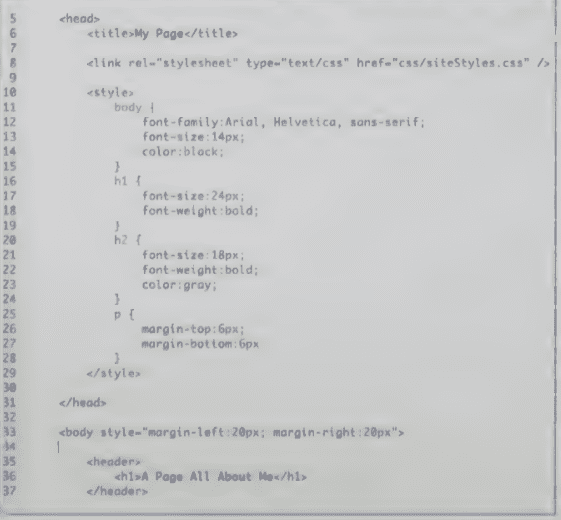 5 <head>
6 <title>My Page</title>
7
8 <link rel="stylesheet" type="text/css" href="css/siteStyles.css" />
9
10 <style>
11 body {
12 font-family:Arial, Helvetica, sans-serif;
13 font-size:14px;
14 color:black;
15 }
16 h1 {
17 font-size:24px;
18 font-weight:bold;
19 }
20 h2 {
21 font-size:18px;
22 font-weight:bold;
23 color:gray;
24 }
25 p {
26 margin-top:6px;
27 margin-bottom:6px
28 }
29 </style>
30
31 </head>
32
33 <body style="margin-left:20px; margin-right:20px">
34
35 <header>
36 <h1>A Page All About Me</h1>
37 </header>